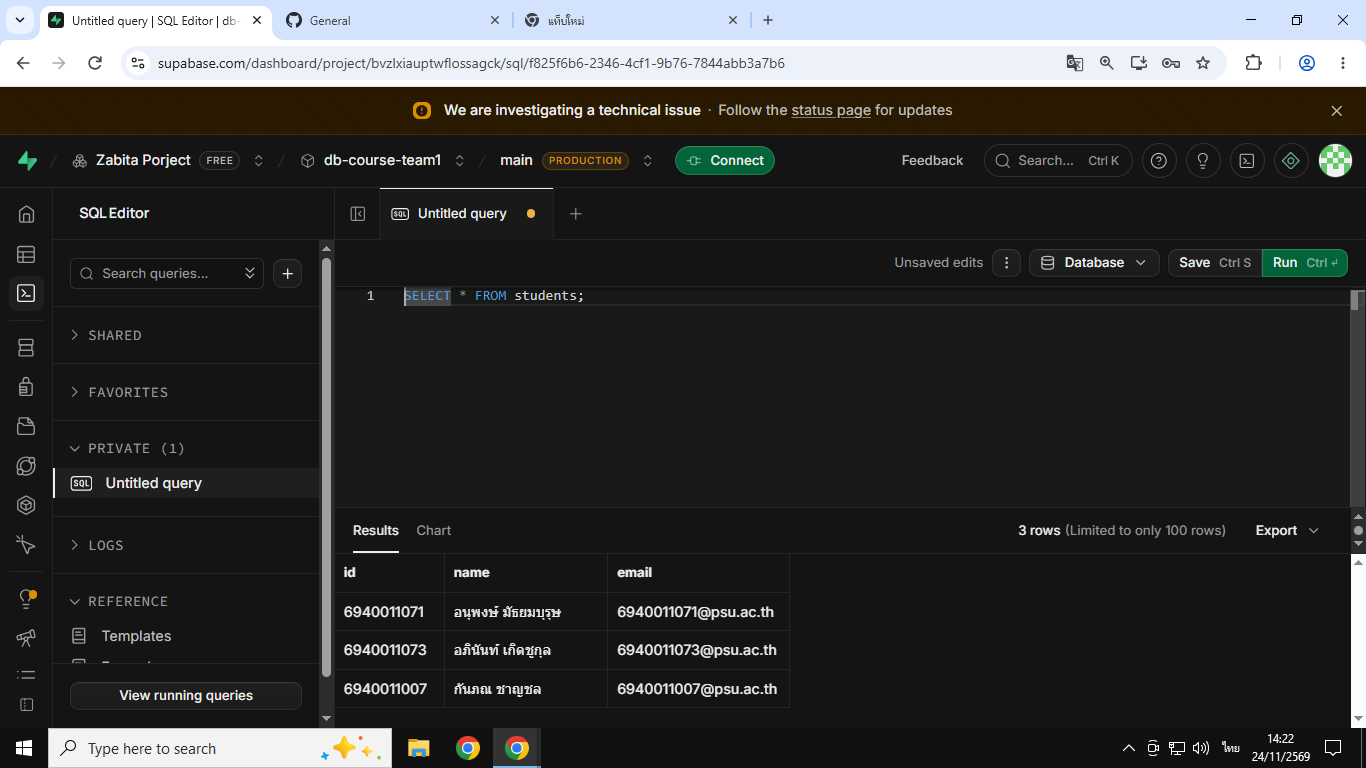 Untitled query | SQL Editor | db-
General
แท็บใหม่
supabase.com/dashboard/project/bvzlxiauptwflossagck/sql/f825f6b6-2346-4cf1-9b76-7844abb3a7b6
We are investigating a technical issue · Follow the status page for updates
Zabita Porject FREE / db-course-team1 / main PRODUCTION Connect Feedback Search... Ctrl K
SQL Editor
SQL Untitled query
Search queries...
Unsaved edits Database Save Ctrl S Run Ctrl ↵
1 SELECT * FROM students;
SHARED
FAVORITES
PRIVATE (1)
SQL Untitled query
LOGS
REFERENCE
Templates
View running queries
Results Chart 3 rows (Limited to only 100 rows) Export
id name email
6940011071 อนุพงษ์ มัธยมบุรุษ 6940011071@psu.ac.th
6940011073 อภินันท์ เกิดชูกุล 6940011073@psu.ac.th
6940011007 กันภณ ชาญชล 6940011007@psu.ac.th
Type here to search
ไทย
14:22
24/11/2569